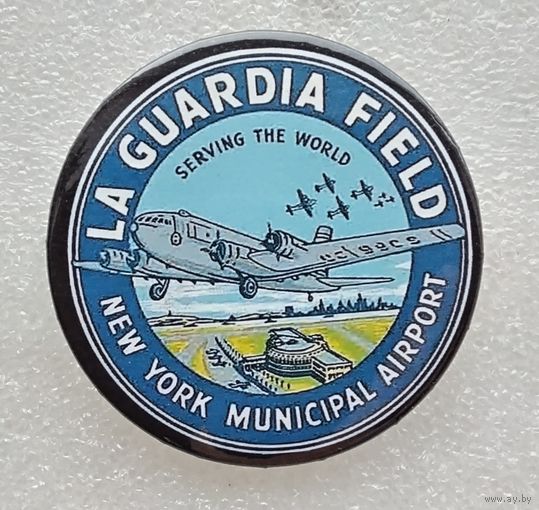 LA GUARDIA FIELD
SERVING THE WORLD
NEW YORK MUNICIPAL AIRPORT
www.ay.by